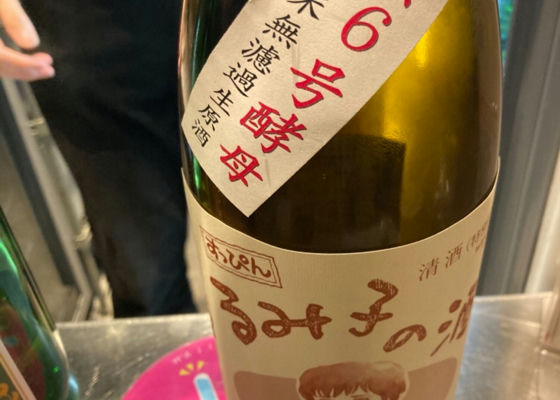 6号酵母
米無濾過生原酒
すっぴん
清酒
るみ子の酒